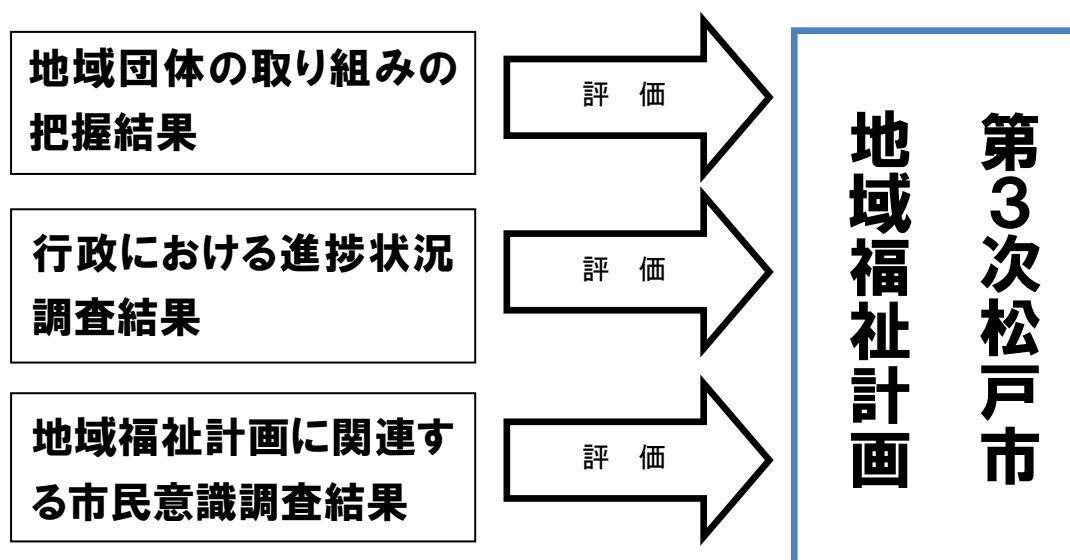 地域団体の取り組みの
把握結果
評　価
行政における進捗状況
調査結果
評　価
地域福祉計画に関連す
る市民意識調査結果
評　価
第３次松戸市
地域福祉計画